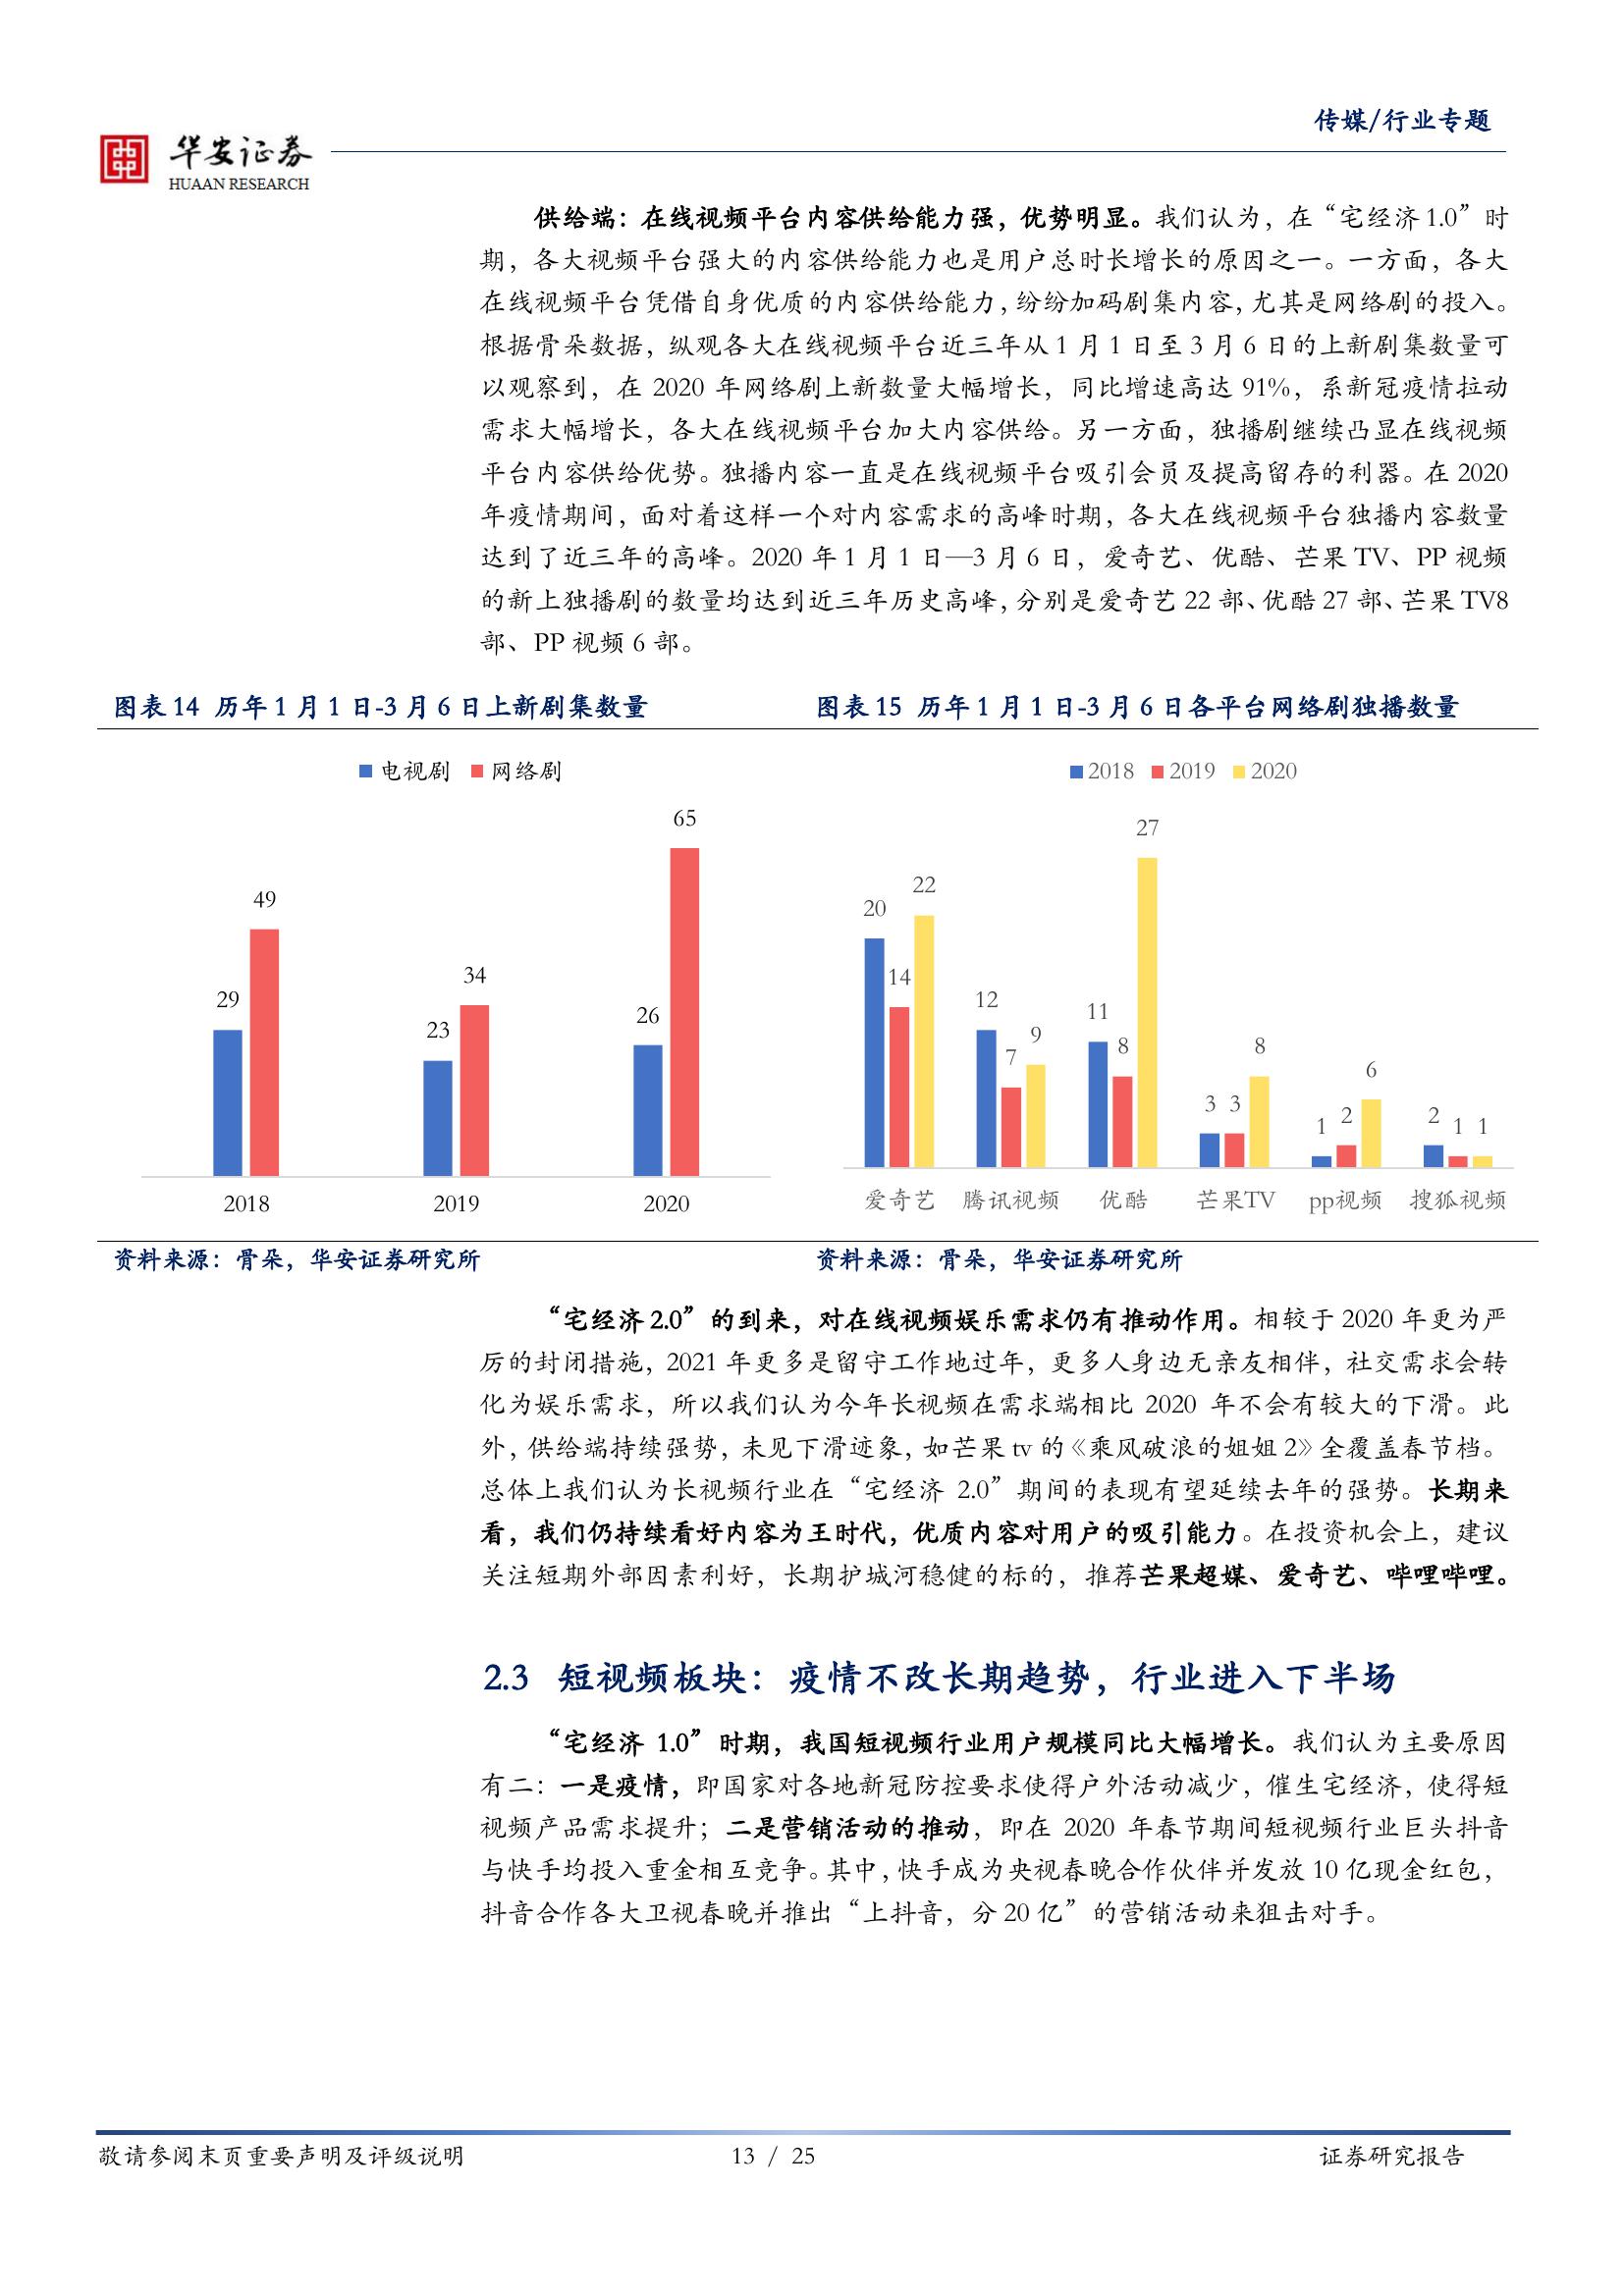 传媒/行业专题
华安证券
HUAAN RESEARCH
供给端：在线视频平台内容供给能力强，优势明显。我们认为，在“宅经济1.0”时
期，各大视频平台强大的内容供给能力也是用户总时长增长的原因之一。一方面，各大
在线视频平台凭借自身优质的内容供给能力，纷纷加码剧集内容，尤其是网络剧的投入。
根据骨朵数据，纵观各大在线视频平台近三年从1月1日至3月6日的上新剧集数量可
以观察到，在 2020 年网络剧上新数量大幅增长，同比增速高达 91%，系新冠疫情拉动
需求大幅增长，各大在线视频平台加大内容供给。另一方面，独播剧继续凸显在线视频
平台内容供给优势。独播内容一直是在线视频平台吸引会员及提高留存的利器。在 2020
年疫情期间，面对着这样一个对内容需求的高峰时期，各大在线视频平台独播内容数量
达到了近三年的高峰。2020 年 1 月 1 日—3 月 6 日，爱奇艺、优酷、芒果 TV、PP 视频
的新上独播剧的数量均达到近三年历史高峰，分别是爱奇艺 22 部、优酷 27 部、芒果 TV8
部、PP 视频 6 部。
图表 14 历年 1 月 1 日-3 月 6 日上新剧集数量
图表 15 历年 1 月 1 日-3 月 6 日各平台网络剧独播数量
电视剧 网络剧
65
49
34
29
26
23
2018 2019 2020
2018 2019 2020
27
22
20
14
12
11
9
8
8
7
6
3 3
2
2
1
1 1
爱奇艺 腾讯视频 优酷 芒果TV pp视频 搜狐视频
资料来源：骨朵，华安证券研究所
资料来源：骨朵，华安证券研究所
“宅经济 2.0”的到来，对在线视频娱乐需求仍有推动作用。相较于 2020 年更为严
厉的封闭措施，2021 年更多是留守工作地过年，更多人身边无亲友相伴，社交需求会转
化为娱乐需求，所以我们认为今年长视频在需求端相比 2020 年不会有较大的下滑。此
外，供给端持续强势，未见下滑迹象，如芒果 tv 的《乘风破浪的姐姐 2》全覆盖春节档。
总体上我们认为长视频行业在“宅经济 2.0”期间的表现有望延续去年的强势。长期来
看，我们仍持续看好内容为王时代，优质内容对用户的吸引能力。在投资机会上，建议
关注短期外部因素利好，长期护城河稳健的标的，推荐芒果超媒、爱奇艺、哔哩哔哩。
2.3 短视频板块：疫情不改长期趋势，行业进入下半场
“宅经济 1.0”时期，我国短视频行业用户规模同比大幅增长。我们认为主要原因
有二：一是疫情，即国家对各地新冠防控要求使得户外活动减少，催生宅经济，使得短
视频产品需求提升；二是营销活动的推动，即在 2020 年春节期间短视频行业巨头抖音
与快手均投入重金相互竞争。其中，快手成为央视春晚合作伙伴并发放 10 亿现金红包，
抖音合作各大卫视春晚并推出“上抖音，分 20 亿”的营销活动来狙击对手。
敬请参阅末页重要声明及评级说明 13 / 25 证券研究报告